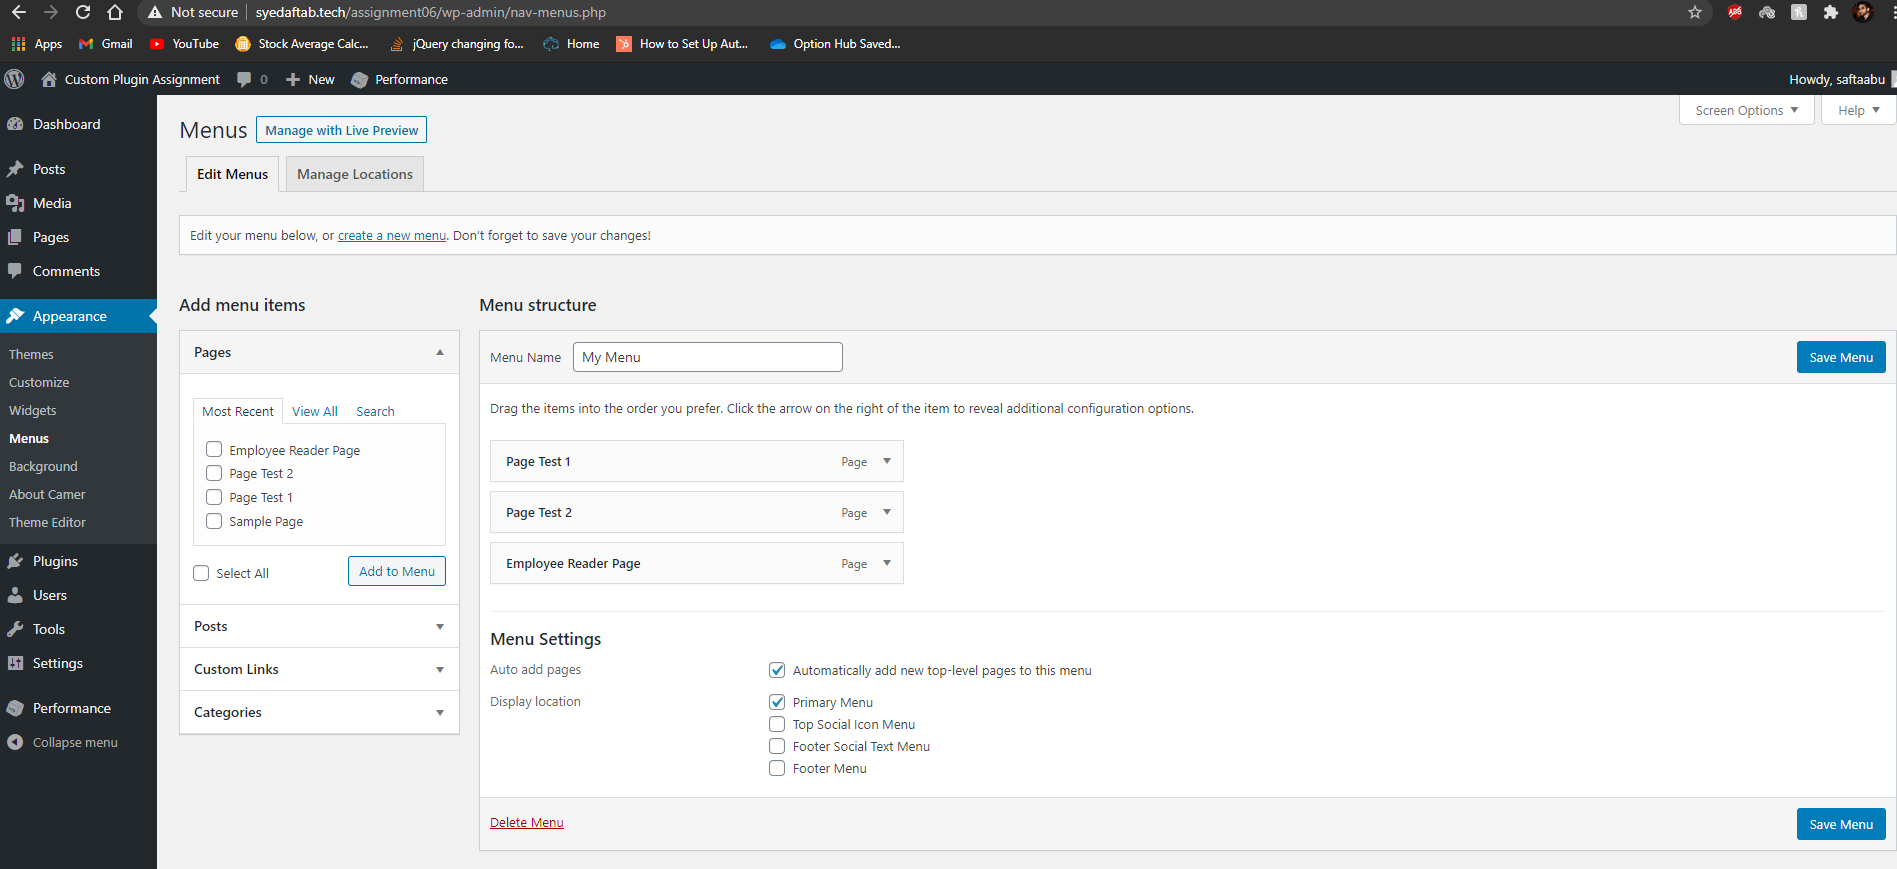 Not secure | syedaftab.tech/assignment06/wp-admin/nav-menus.php
ABS
h
Apps Gmail YouTube Stock Average Calc... jQuery changing fo... Home How to Set Up Aut... Option Hub Saved...
Custom Plugin Assignment 0 New Performance Howdy, saftaabu
Screen Options Help
Dashboard
Posts
Media
Pages
Comments
Appearance
Themes
Customize
Widgets
Menus
Background
About Camer
Theme Editor
Plugins
Users
Tools
Settings
Performance
Collapse menu
Menus Manage with Live Preview
Edit Menus Manage Locations
Edit your menu below, or create a new menu. Don't forget to save your changes!
Add menu items
Pages
Most Recent View All Search
Employee Reader Page
Page Test 2
Page Test 1
Sample Page
Select All Add to Menu
Posts
Custom Links
Categories
Menu structure
Menu Name My Menu Save Menu
Drag the items into the order you prefer. Click the arrow on the right of the item to reveal additional configuration options.
Page Test 1 Page
Page Test 2 Page
Employee Reader Page Page
Menu Settings
Auto add pages Automatically add new top-level pages to this menu
Display location Primary Menu
Top Social Icon Menu
Footer Social Text Menu
Footer Menu
Delete Menu Save Menu